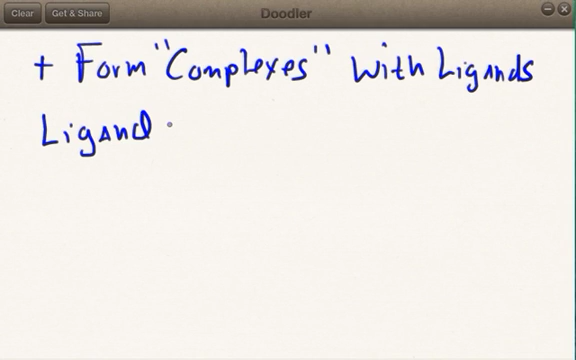 Clear Get & Share Doodler
+ Form "Complexes" With Ligands
Ligand